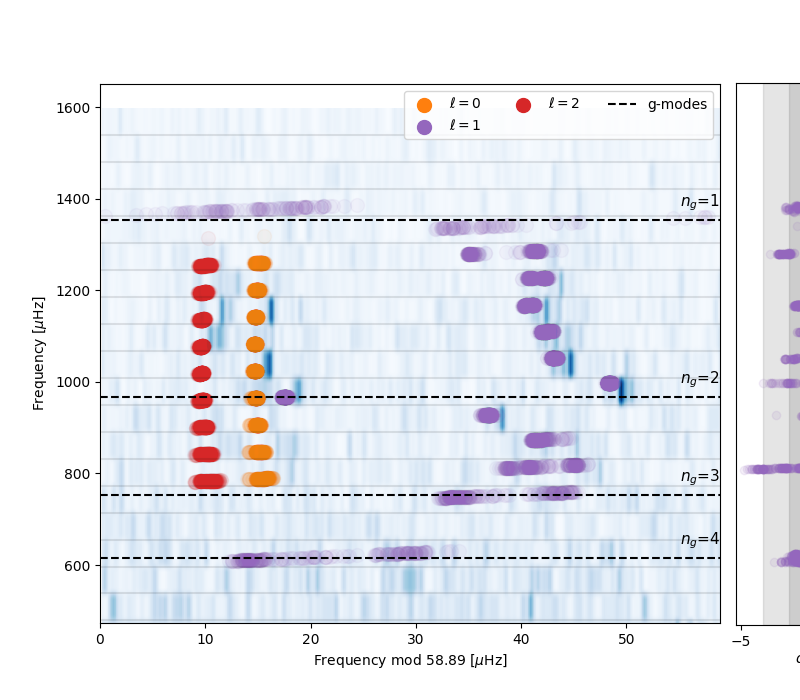 1600
1400
1200
1000
800
600
Frequency [μHz]
ℓ = 0
ℓ = 2
g-modes
ℓ = 1
n_g=1
n_g=2
n_g=3
n_g=4
0
10
20
30
40
50
Frequency mod 58.89 [μHz]
−5